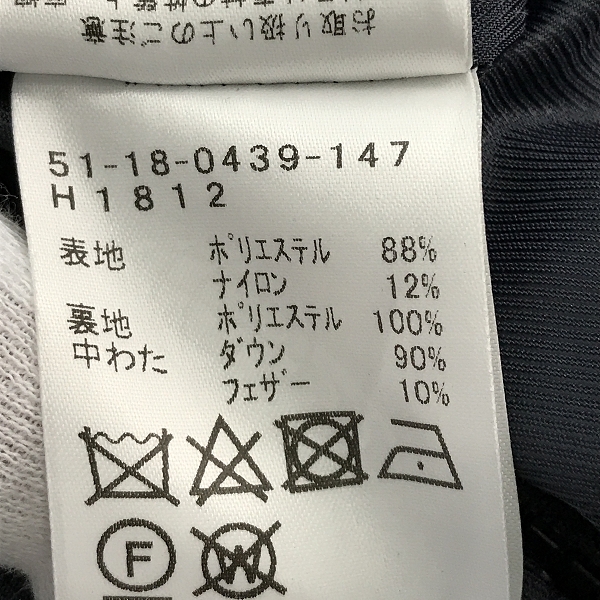 お取り扱い上のご注意
51-18-0439-147
H1812
表地 ポリエステル 88%
ナイロン 12%
裏地 ポリエステル 100%
中わた ダウン 90%
フェザー 10%
F
W